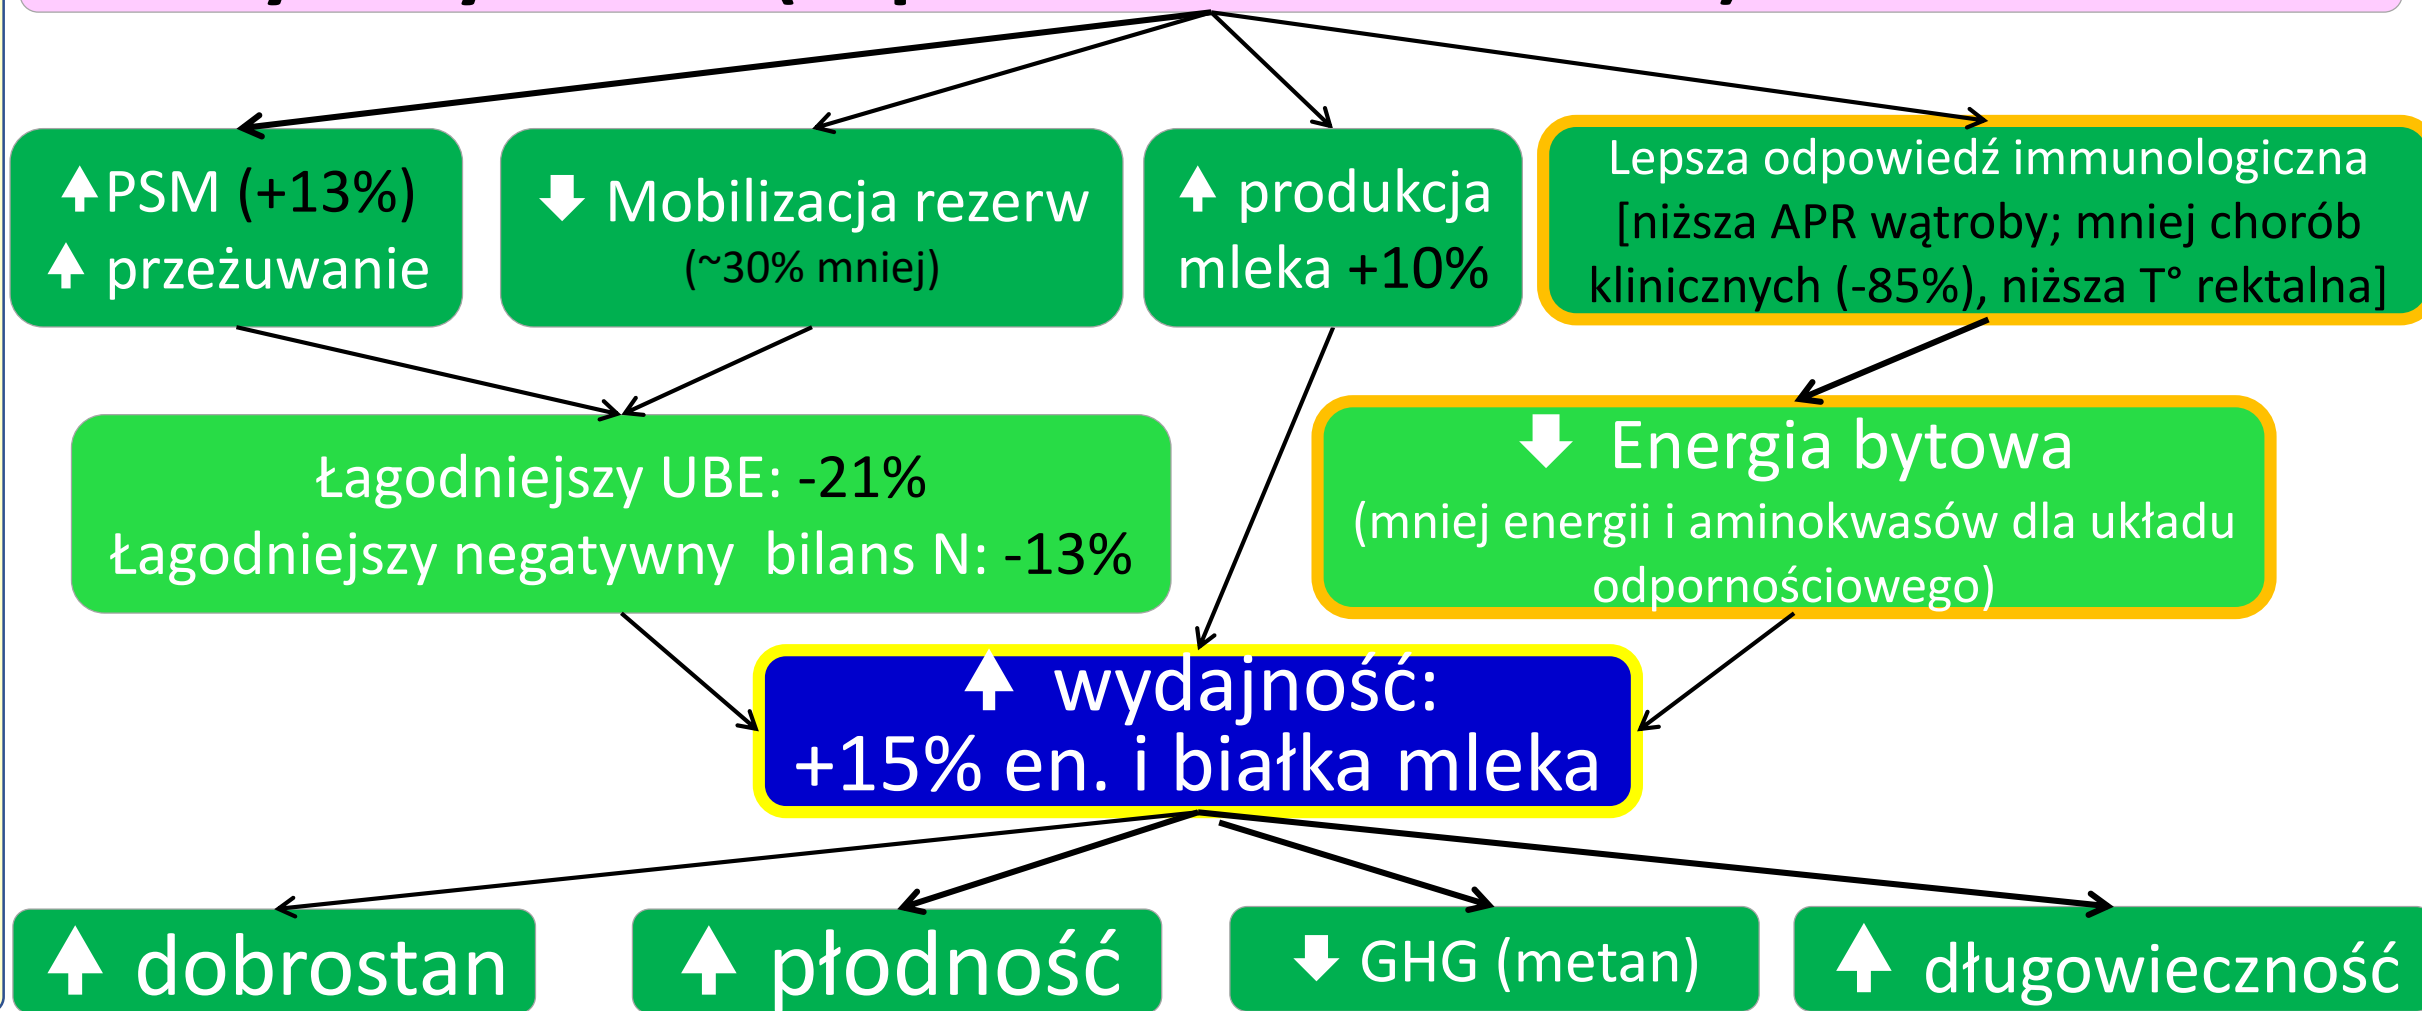 PSM (+13%)
przeżuwanie
Mobilizacja rezerw
(~30% mniej)
produkcja
mleka +10%
Lepsza odpowiedź immunologiczna
[niższa APR wątroby; mniej chorób
klinicznych (-85%), niższa T° rektalna]
Łagodniejszy UBE: -21%
Łagodniejszy negatywny bilans N: -13%
Energia bytowa
(mniej energii i aminokwasów dla układu
odpornościowego)
wydajność:
+15% en. i białka mleka
dobrostan
płodność
GHG (metan)
długowieczność